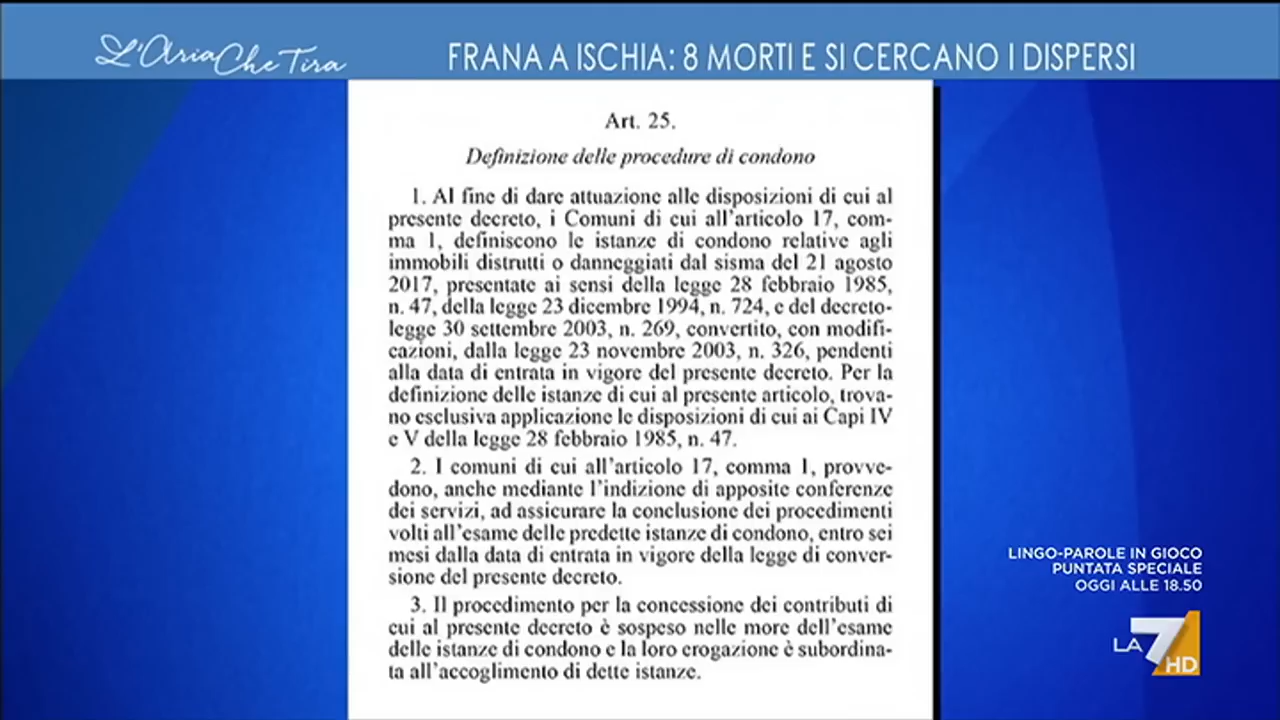 L'Aria Che Tira
FRANA A ISCHIA: 8 MORTI E SI CERCANO I DISPERSI
Art. 25.
Definizione delle procedure di condono
1. Al fine di dare attuazione alle disposizioni di cui al
presente decreto, i Comuni di cui all'articolo 17, com-
ma 1, definiscono le istanze di condono relative agli
immobili distrutti o danneggiati dal sisma del 21 agosto
2017, presentate ai sensi della legge 28 febbraio 1985,
n. 47, della legge 23 dicembre 1994, n. 724, e del decreto-
legge 30 settembre 2003, n. 269, convertito, con modifi-
cazioni, dalla legge 23 novembre 2003, n. 326, pendenti
alla data di entrata in vigore del presente decreto. Per la
definizione delle istanze di cui al presente articolo, trova-
no esclusiva applicazione le disposizioni di cui ai Capi IV
e V della legge 28 febbraio 1985, n. 47.
2. I comuni di cui all'articolo 17, comma 1, provve-
dono, anche mediante l'indizione di apposite conferenze
dei servizi, ad assicurare la conclusione dei procedimenti
volti all'esame delle predette istanze di condono, entro sei
mesi dalla data di entrata in vigore della legge di conver-
sione del presente decreto.
3. Il procedimento per la concessione dei contributi di
cui al presente decreto è sospeso nelle more dell'esame
delle istanze di condono e la loro erogazione è subordina-
ta all'accoglimento di dette istanze.
LINGO-PAROLE IN GIOCO
PUNTATA SPECIALE
OGGI ALLE 18.50
LA 7 HD